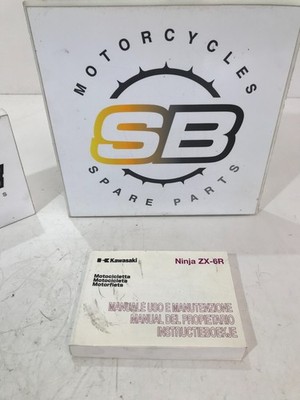 MOTORCYCLES
SB
SPARE PARTS
Kawasaki
Ninja ZX-6R
Motocicletta
Motocicleta
Motorfiets
MANUALE USO E MANUTENZIONE
MANUAL DEL PROPIETARIO
INSTRUCTIEBOEKJE